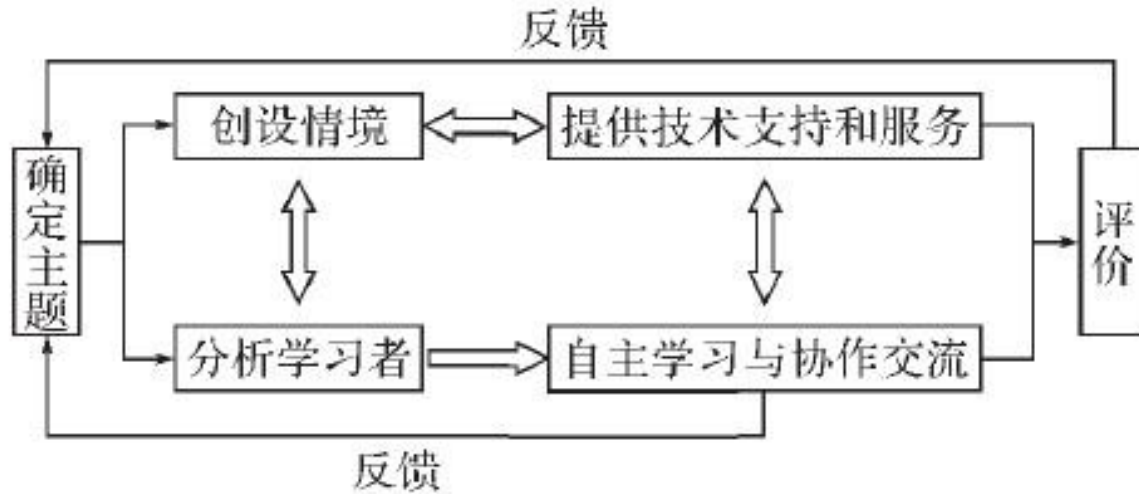 反馈
创设情境
提供技术支持和服务
确定主题
评价
分析学习者
自主学习与协作交流
反馈